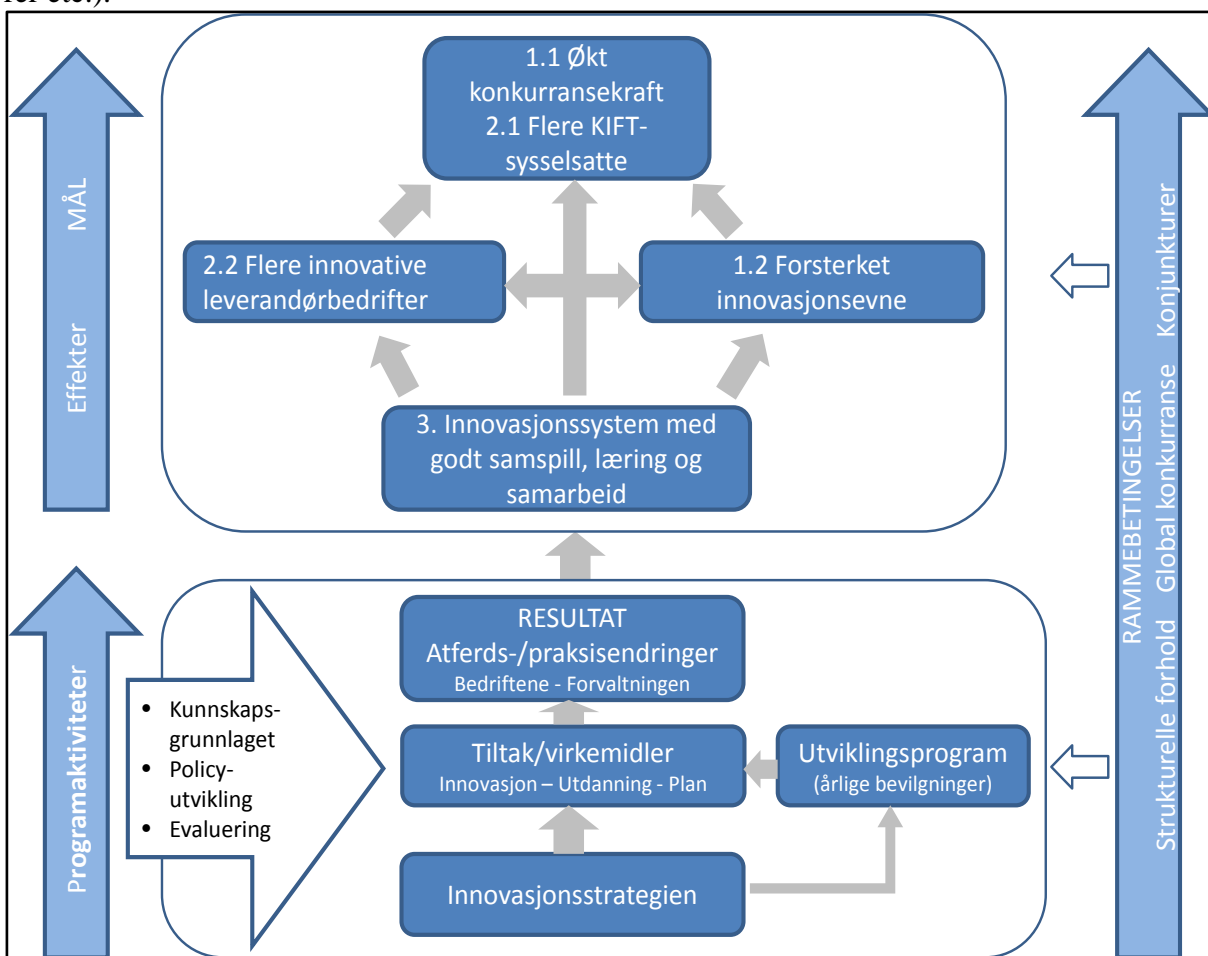 1.1 Økt
konkurransekraft
2.1 Flere KIFT-
sysselsatte
2.2 Flere innovative
leverandørbedrifter
1.2 Forsterket
innovasjonsevne
3. Innovasjonssystem med
godt samspill, læring og
samarbeid
Effekter MÅL
RESULTAT
Atferds-/praksisendringer
Bedriftene - Forvaltningen
Tiltak/virkemidler
Innovasjon – Utdanning - Plan
Utviklingsprogram
(årlige bevilgninger)
Innovasjonsstrategien
• Kunnskaps-
grunnlaget
• Policy-
utvikling
• Evaluering
Programaktiviteter
RAMMEBETINGELSER
Strukturelle forhold Global konkurranse Konjunkturer